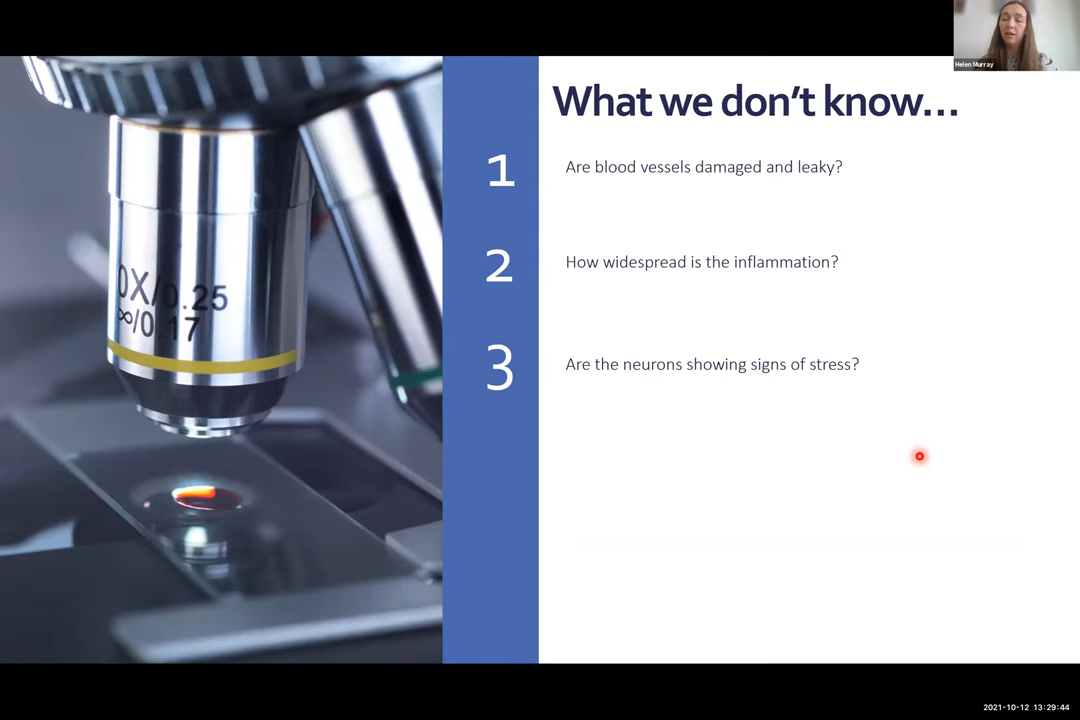 Helen Murray
What we don't know…
1
Are blood vessels damaged and leaky?
2
How widespread is the inflammation?
3
Are the neurons showing signs of stress?
0X/0.25
∞/0.17
2021-10-12 13:29:44